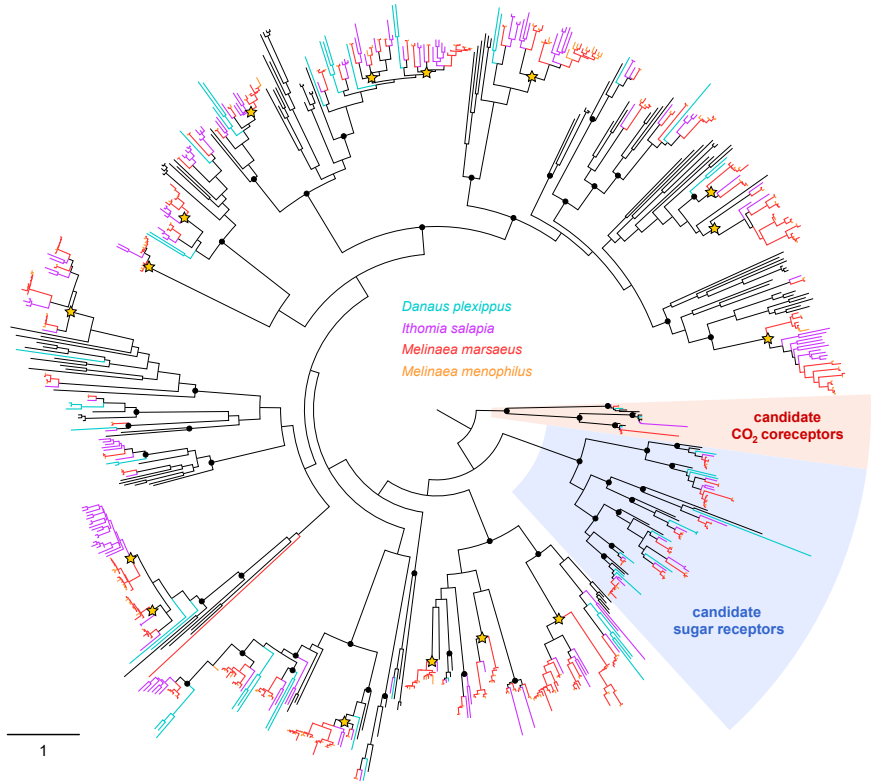 Danaus plexippus
Ithomia salapia
Melinaea marsaeus
Melinaea menophilus
candidate
CO₂ coreceptors
candidate
sugar receptors
1